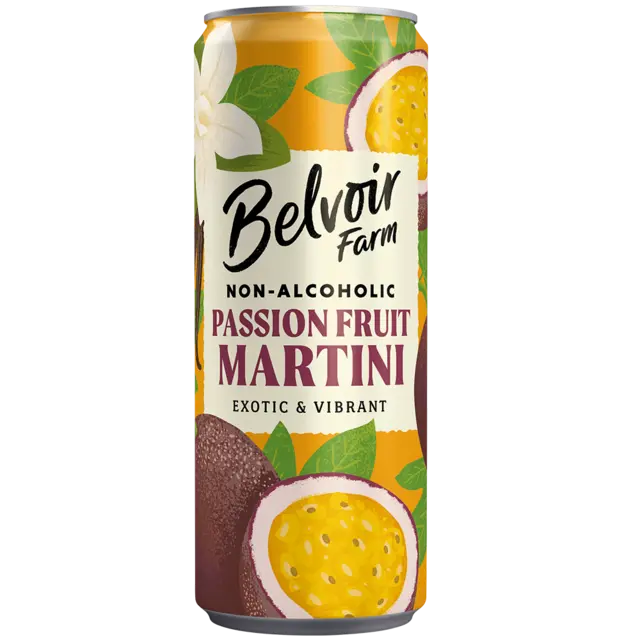 Belvoir
Farm
NON-ALCOHOLIC
PASSION FRUIT
MARTINI
EXOTIC & VIBRANT